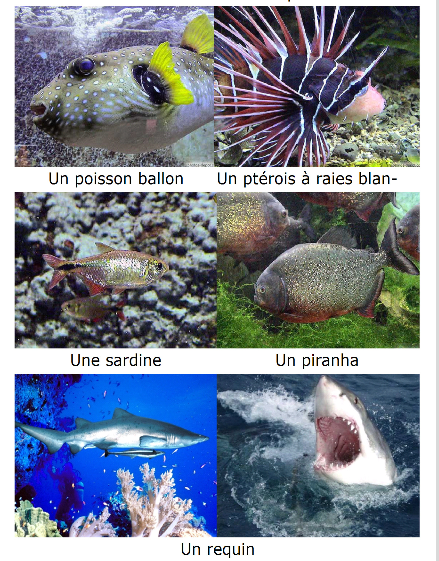 Un poisson ballon
Un ptérois à raies blan-
Une sardine
Un piranha
Un requin